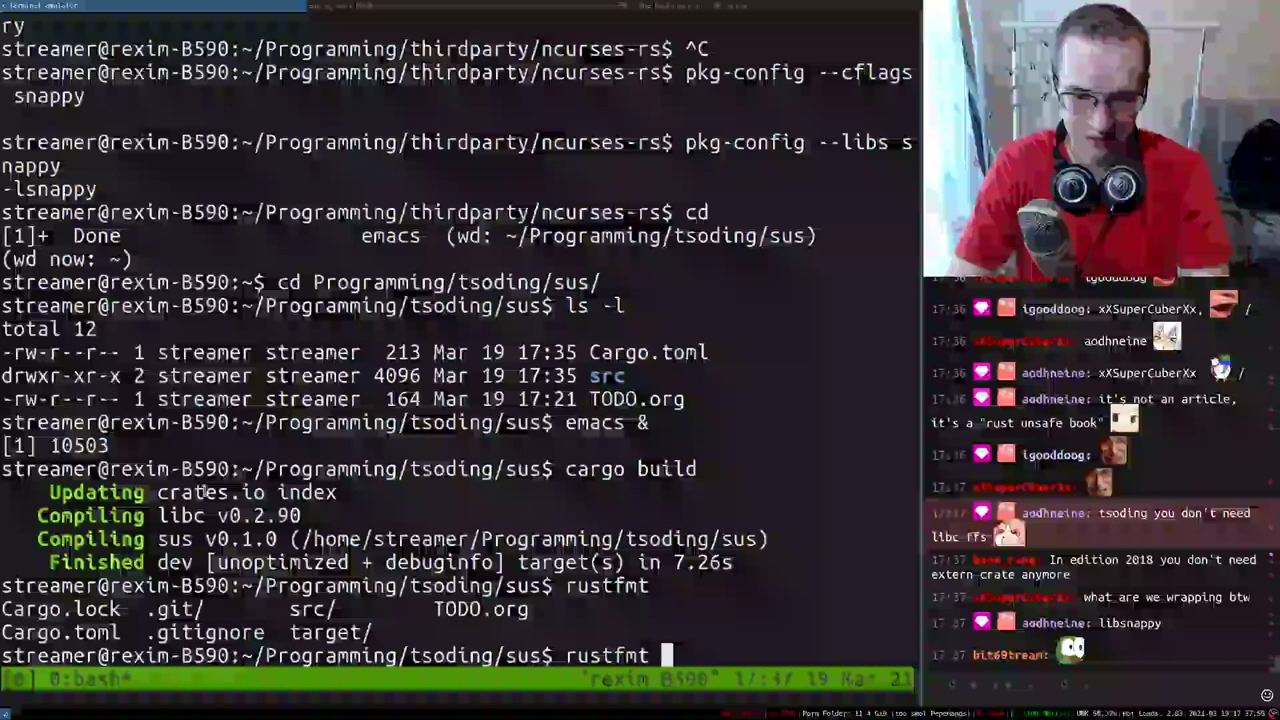 ry
streamer@rexim-B590:~/Programming/thirdparty/ncurses-rs$ ^C
streamer@rexim-B590:~/Programming/thirdparty/ncurses-rs$ pkg-config --cflags
snappy
streamer@rexim-B590:~/Programming/thirdparty/ncurses-rs$ pkg-config --libs s
nappy
-lsnappy
streamer@rexim-B590:~/Programming/thirdparty/ncurses-rs$ cd
[1]+  Done                    emacs  (wd: ~/Programming/tsoding/sus)
(wd now: ~)
streamer@rexim-B590:~$ cd Programming/tsoding/sus/
streamer@rexim-B590:~/Programming/tsoding/sus$ ls -l
total 12
-rw-r--r-- 1 streamer streamer  213 Mar 19 17:35 Cargo.toml
drwxr-xr-x 2 streamer streamer 4096 Mar 19 17:35 src
-rw-r--r-- 1 streamer streamer  164 Mar 19 17:21 TODO.org
streamer@rexim-B590:~/Programming/tsoding/sus$ emacs &
[1] 10503
streamer@rexim-B590:~/Programming/tsoding/sus$ cargo build
Updating crates.io index
Compiling libc v0.2.90
Compiling sus v0.1.0 (/home/streamer/Programming/tsoding/sus)
Finished dev [unoptimized + debuginfo] target(s) in 7.26s
streamer@rexim-B590:~/Programming/tsoding/sus$ rustfmt
Cargo.lock  .git/       src/        TODO.org
Cargo.toml  .gitignore  target/
streamer@rexim-B590:~/Programming/tsoding/sus$ rustfmt
[0] 0:bash* "rexim-B590" 17:37 19-Mar-21
17:36 igooddoog: xXSuperCuberXx, /
17:36 xXSuperCuberXx: aodhneine
17:36 aodhneine: xXSuperCuberXx /
17:36 aodhneine: it's not an article,
it's a "rust unsafe book"
17:36 igooddoog:
17:37 xXSuperCuberXx:
17:37 aodhneine: tsoding you don't need
libc ffs
17:37 In edition 2018 you don't need
extern crate anymore
17:37 xXSuperCuberXx: what are we wrapping btw
17:37 aodhneine: libsnappy
17:37 bit69tream: